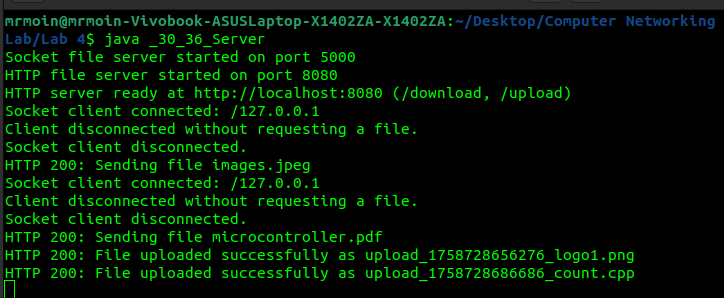 mrmoin@mrmoin-Vivobook-ASUSLaptop-X1402ZA-X1402ZA:~/Desktop/Computer Networking
Lab/Lab 4$ java _30_36_Server
Socket file server started on port 5000
HTTP file server started on port 8080
HTTP server ready at http://localhost:8080 (/download, /upload)
Socket client connected: /127.0.0.1
Client disconnected without requesting a file.
Socket client disconnected.
HTTP 200: Sending file images.jpeg
Socket client connected: /127.0.0.1
Client disconnected without requesting a file.
Socket client disconnected.
HTTP 200: Sending file microcontroller.pdf
HTTP 200: File uploaded successfully as upload_1758728656276_logo1.png
HTTP 200: File uploaded successfully as upload_1758728686686_count.cpp